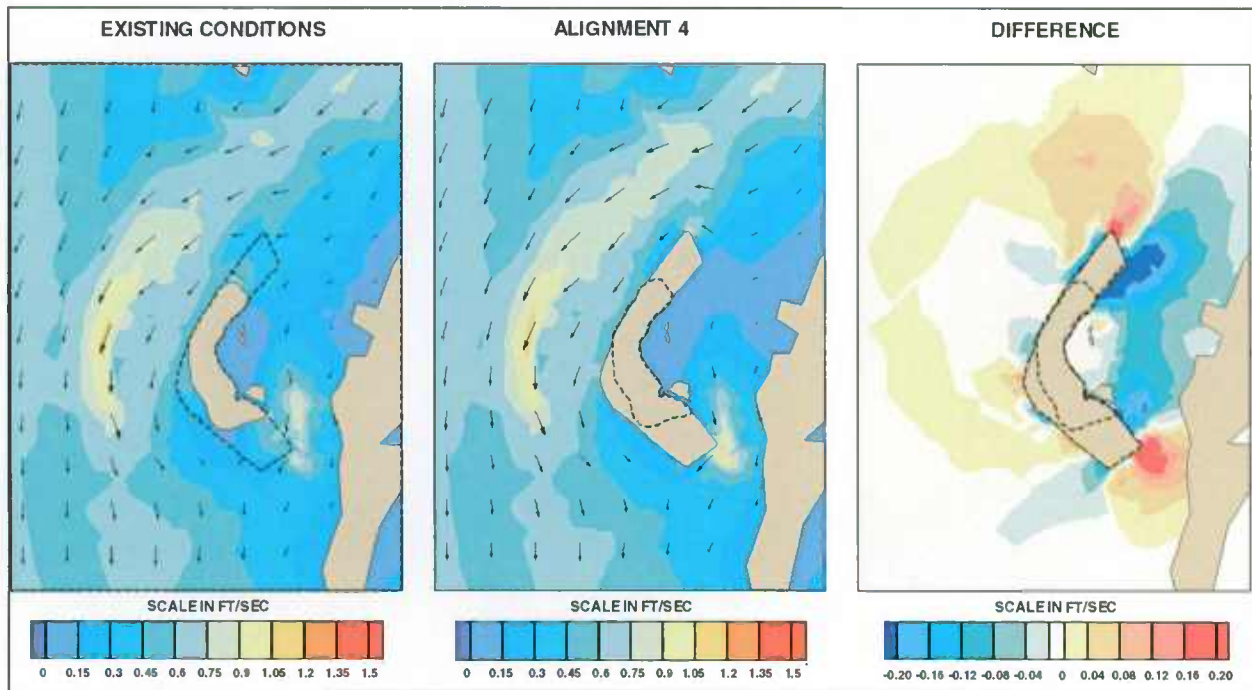 EXISTING CONDITIONS
ALIGNMENT 4
DIFFERENCE
SCALE IN FT/SEC
0 0.15 0.3 0.45 0.6 0.75 0.9 1.05 1.2 1.35 1.5
SCALE IN FT/SEC
0 0.15 0.3 0.45 0.6 0.75 0.9 1.05 1.2 1.35 1.5
SCALE IN FT/SEC
-0.20 -0.16 -0.12 -0.08 -0.04 0 0.04 0.08 0.12 0.16 0.20